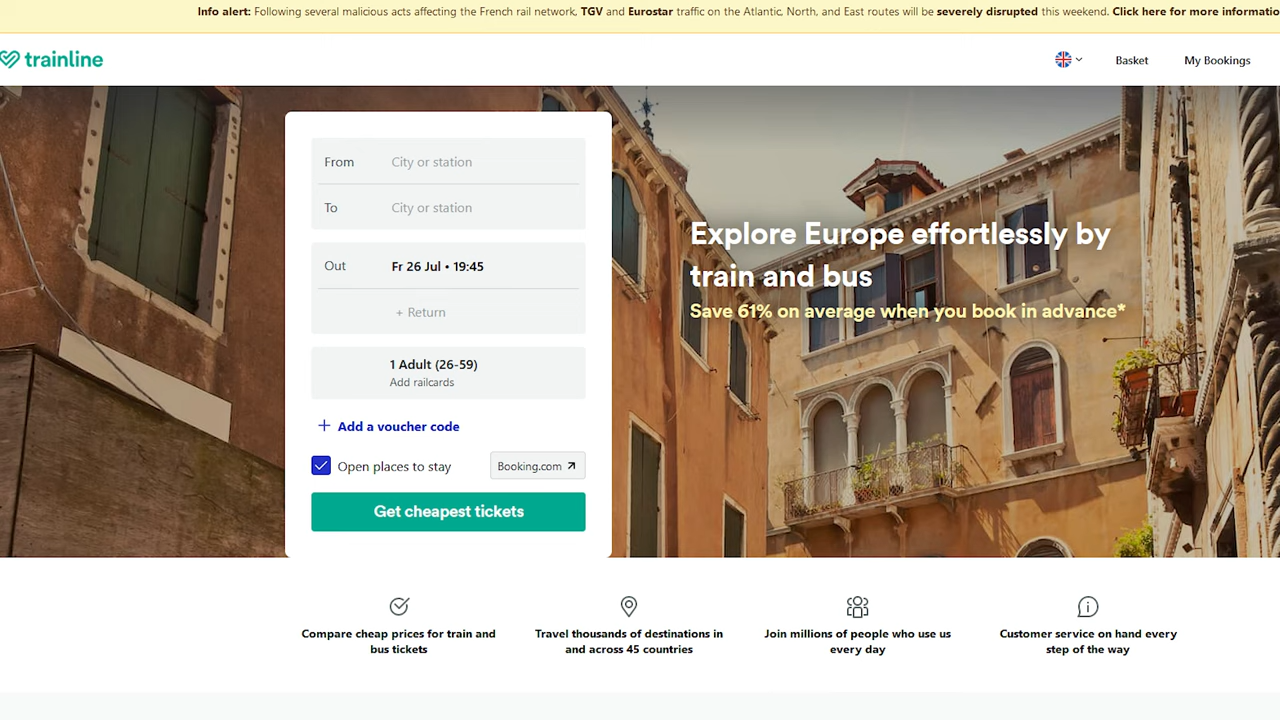 Info alert: Following several malicious acts affecting the French rail network, TGV and Eurostar traffic on the Atlantic, North, and East routes will be severely disrupted this weekend. Click here for more informatio
trainline
Basket
My Bookings
From City or station
To City or station
Out Fr 26 Jul • 19:45
+ Return
1 Adult (26-59)
Add railcards
+ Add a voucher code
Open places to stay
Booking.com
Get cheapest tickets
Explore Europe effortlessly by
train and bus
Save 61% on average when you book in advance*
Compare cheap prices for train and
bus tickets
Travel thousands of destinations in
and across 45 countries
Join millions of people who use us
every day
Customer service on hand every
step of the way